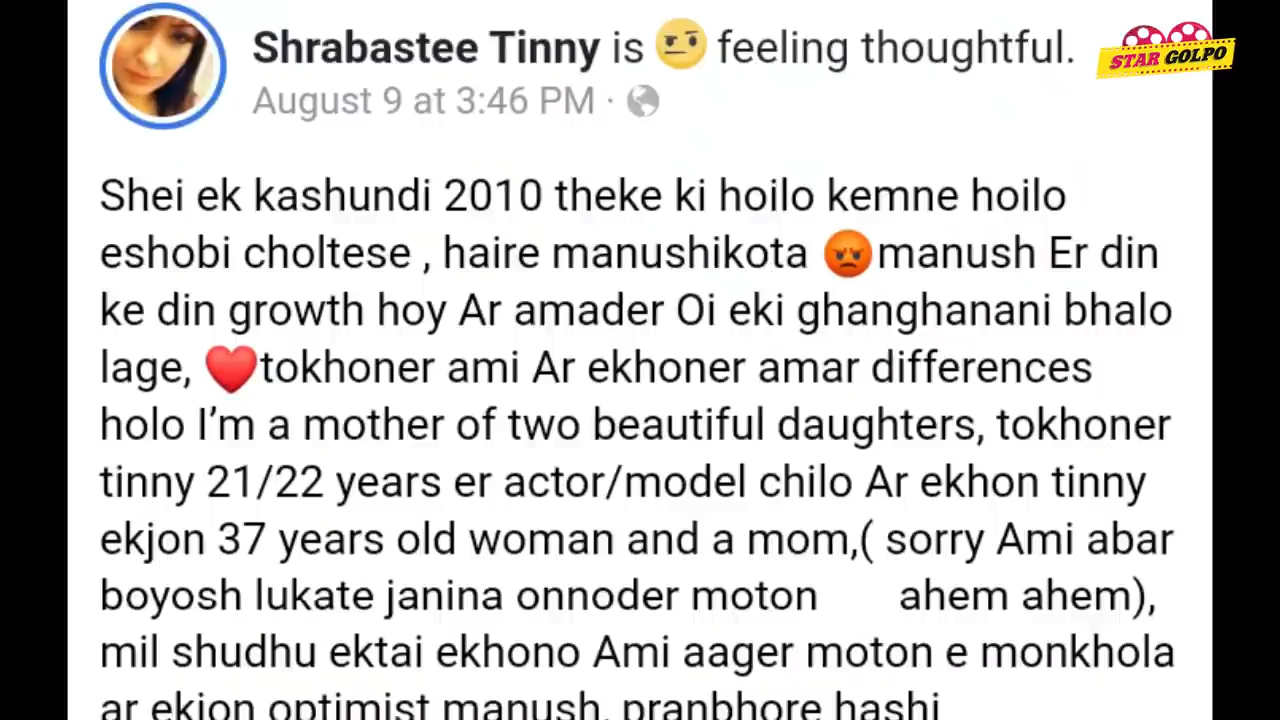 Shrabastee Tinny is 🤨 feeling thoughtful.
STAR GOLPO
August 9 at 3:46 PM ·
Shei ek kashundi 2010 theke ki hoilo kemne hoilo
eshobi choltese , haire manushikota 😡manush Er din
ke din growth hoy Ar amader Oi eki ghanghanani bhalo
lage, ❤️tokhoner ami Ar ekhoner amar differences
holo I’m a mother of two beautiful daughters, tokhoner
tinny 21/22 years er actor/model chilo Ar ekhon tinny
ekjon 37 years old woman and a mom,( sorry Ami abar
boyosh lukate janina onnoder moton ahem ahem),
mil shudhu ektai ekhono Ami aager moton e monkhola
ar ekjon optimist manush, pranbhore hashi